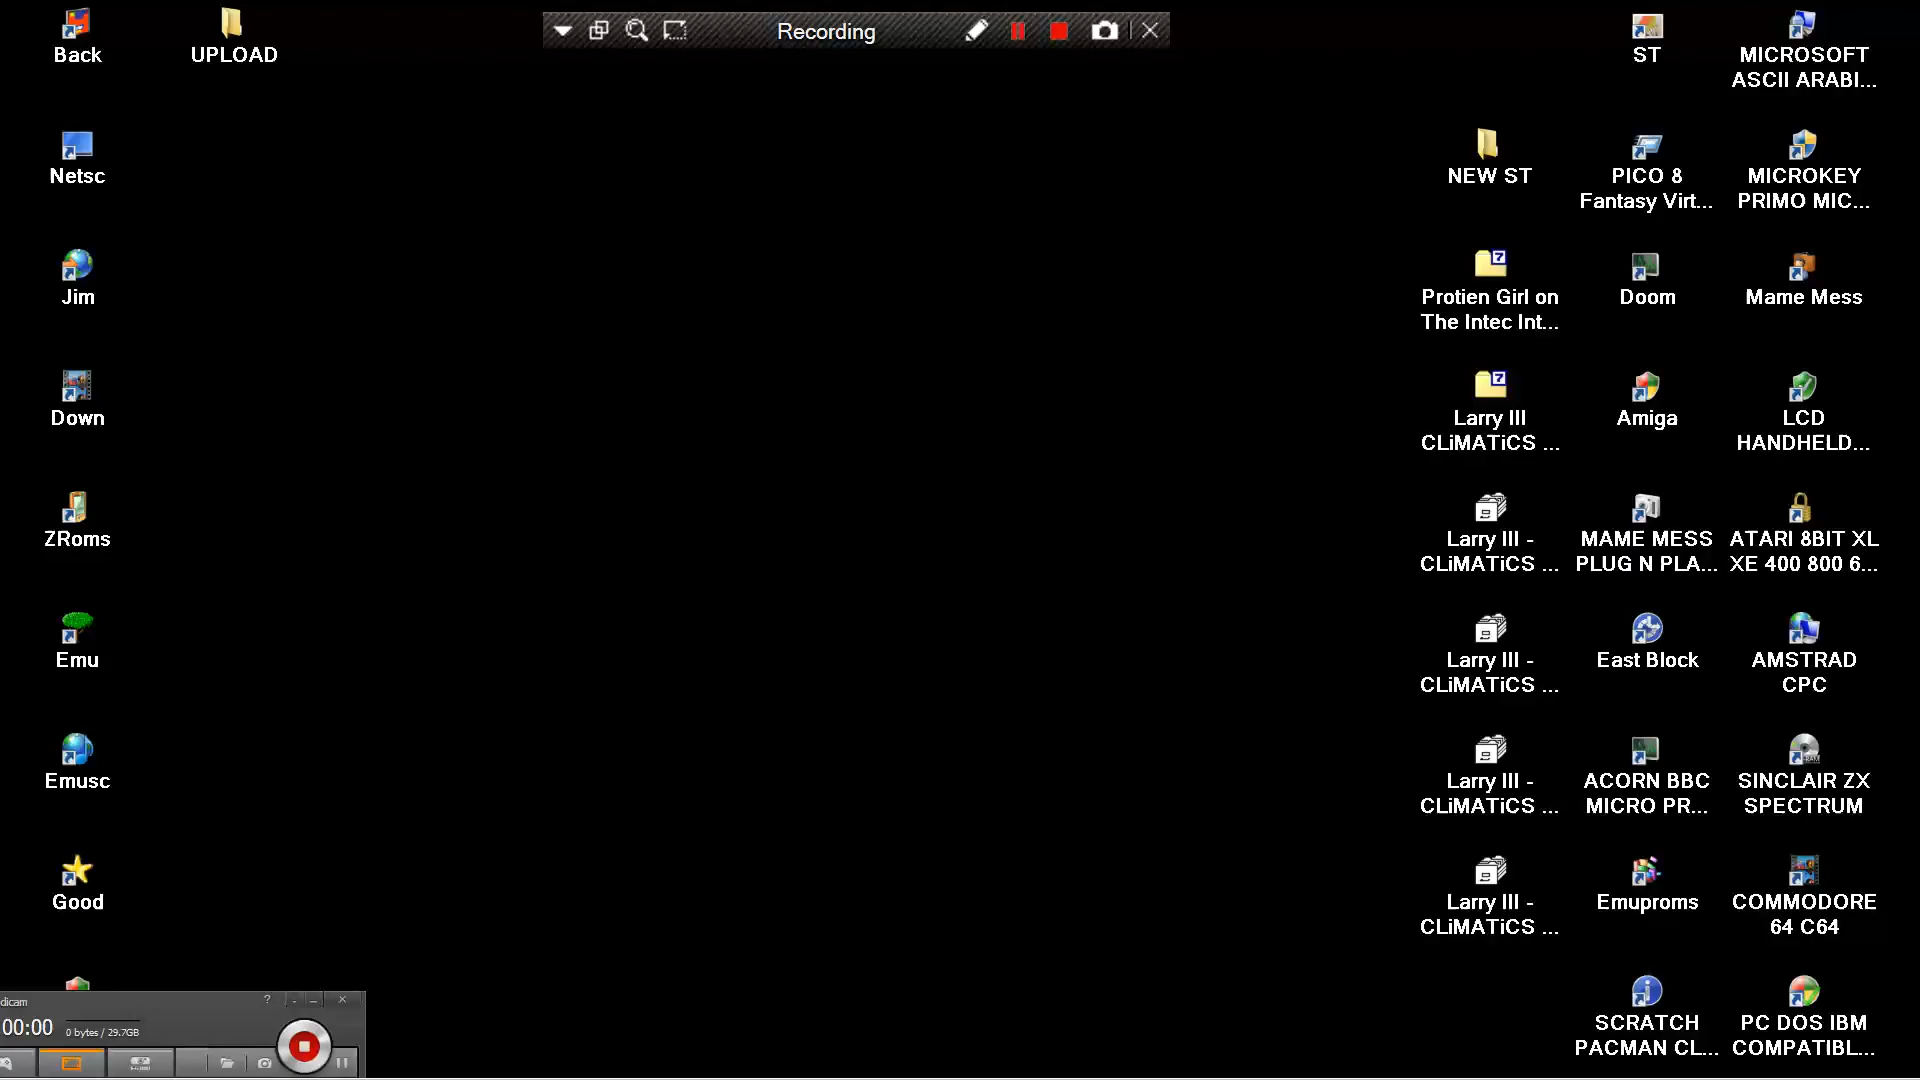 Back
UPLOAD
Recording
ST
MICROSOFT
ASCII ARABI...
Netsc
NEW ST
PICO 8
Fantasy Virt...
MICROKEY
PRIMO MIC...
Jim
Protien Girl on
The Intec Int...
Doom
Mame Mess
Down
Larry III
CLiMATiCS ...
Amiga
LCD
HANDHELD...
ZRoms
Larry III -
CLiMATiCS ...
MAME MESS
PLUG N PLA...
ATARI 8BIT XL
XE 400 800 6...
Emu
Larry III -
CLiMATiCS ...
East Block
AMSTRAD
CPC
Emusc
Larry III -
CLiMATiCS ...
ACORN BBC
MICRO PR...
SINCLAIR ZX
SPECTRUM
Good
Larry III -
CLiMATiCS ...
Emuproms
COMMODORE
64 C64
SCRATCH
PACMAN CL...
PC DOS IBM
COMPATIBL...
dicam
00:00
0 bytes / 29.7GB